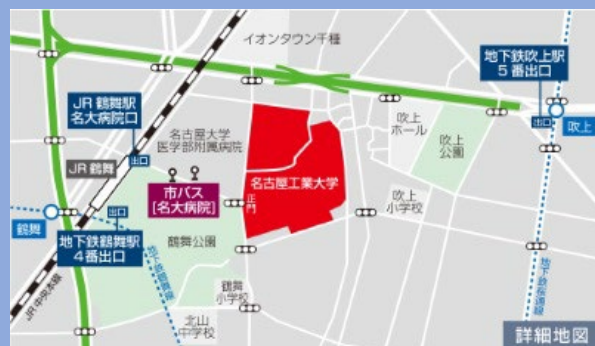 イオンタウン千種
地下鉄吹上駅
5番出口
JR鶴舞駅
名大病院口
名古屋大学
医学部附属病院
吹上
ホール
吹上
公園
出口
吹上
出口
JR 鶴舞
市バス
[名大病院]
名古屋工業大学
正門
吹上
小学校
鶴舞
出口
地下鉄鶴舞駅
4番出口
鶴舞公園
地下鉄鶴舞線
鶴舞
小学校
JR中央本線
北山
中学校
地下鉄桜通線
詳細地図